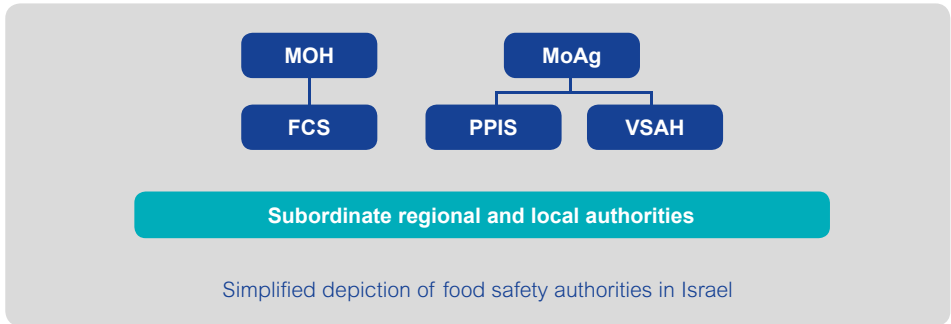 MOH
MoAg
FCS
PPIS
VSAH
Subordinate regional and local authorities
Simplified depiction of food safety authorities in Israel